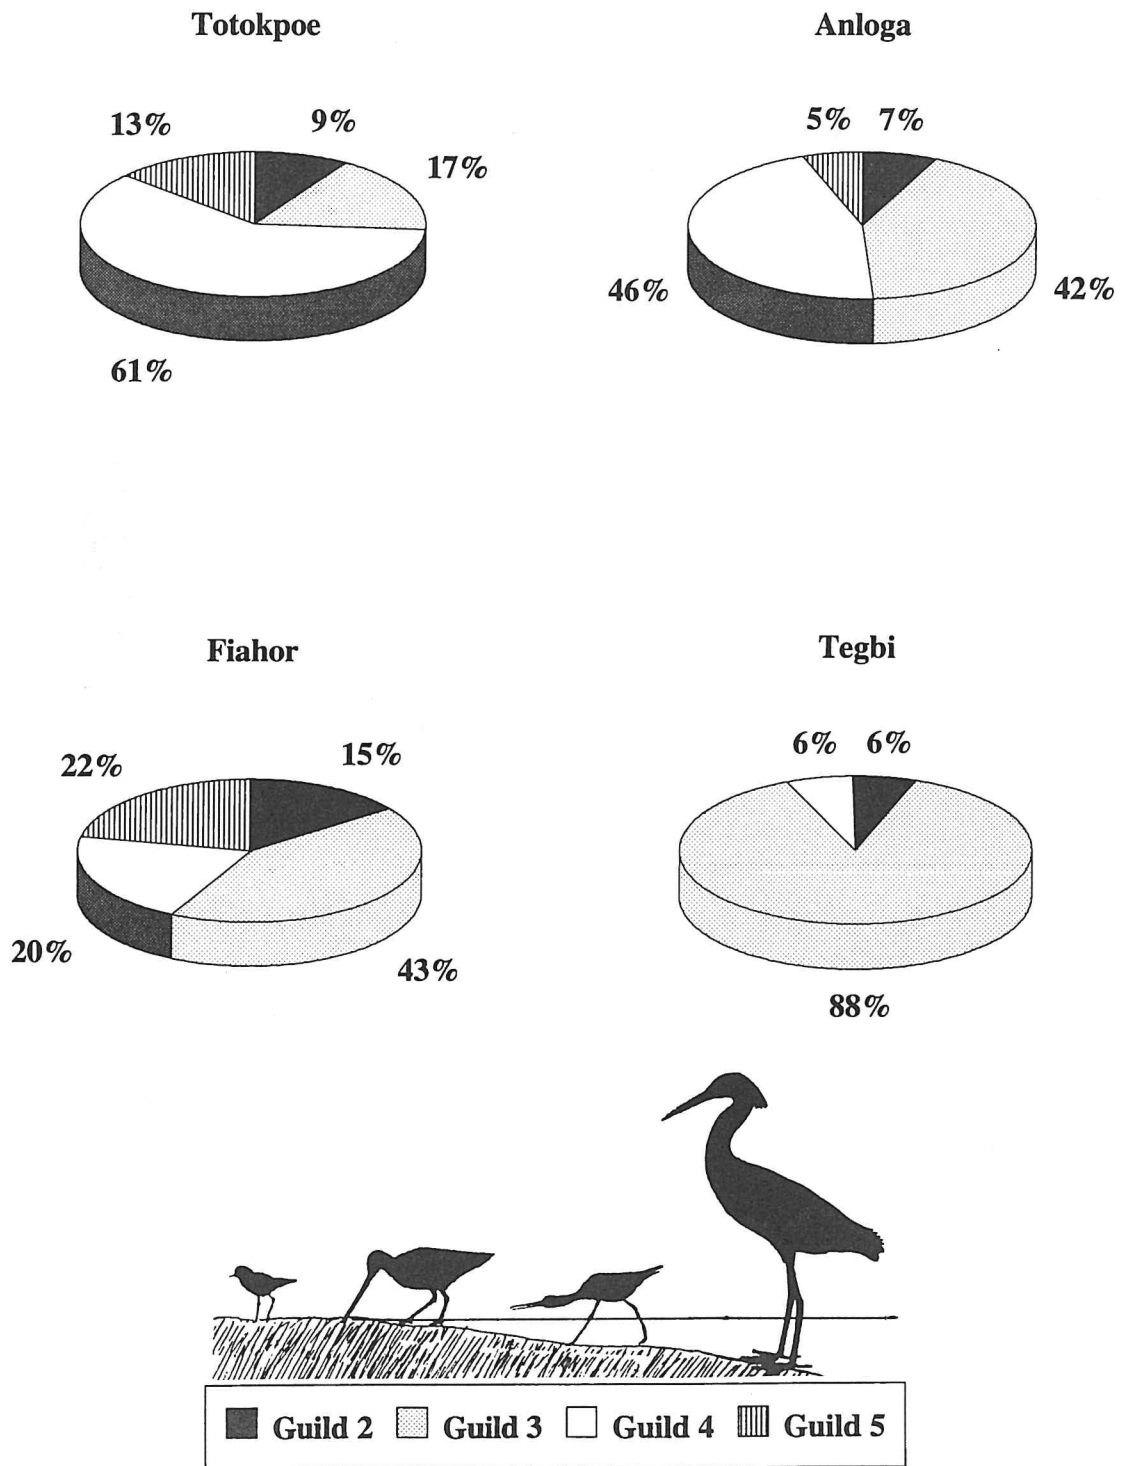 Totokpoe
13%
9%
17%
61%
Anloga
5%
7%
46%
42%
Fiahor
22%
15%
20%
43%
Tegbi
6%
6%
88%
Guild 2
Guild 3
Guild 4
Guild 5